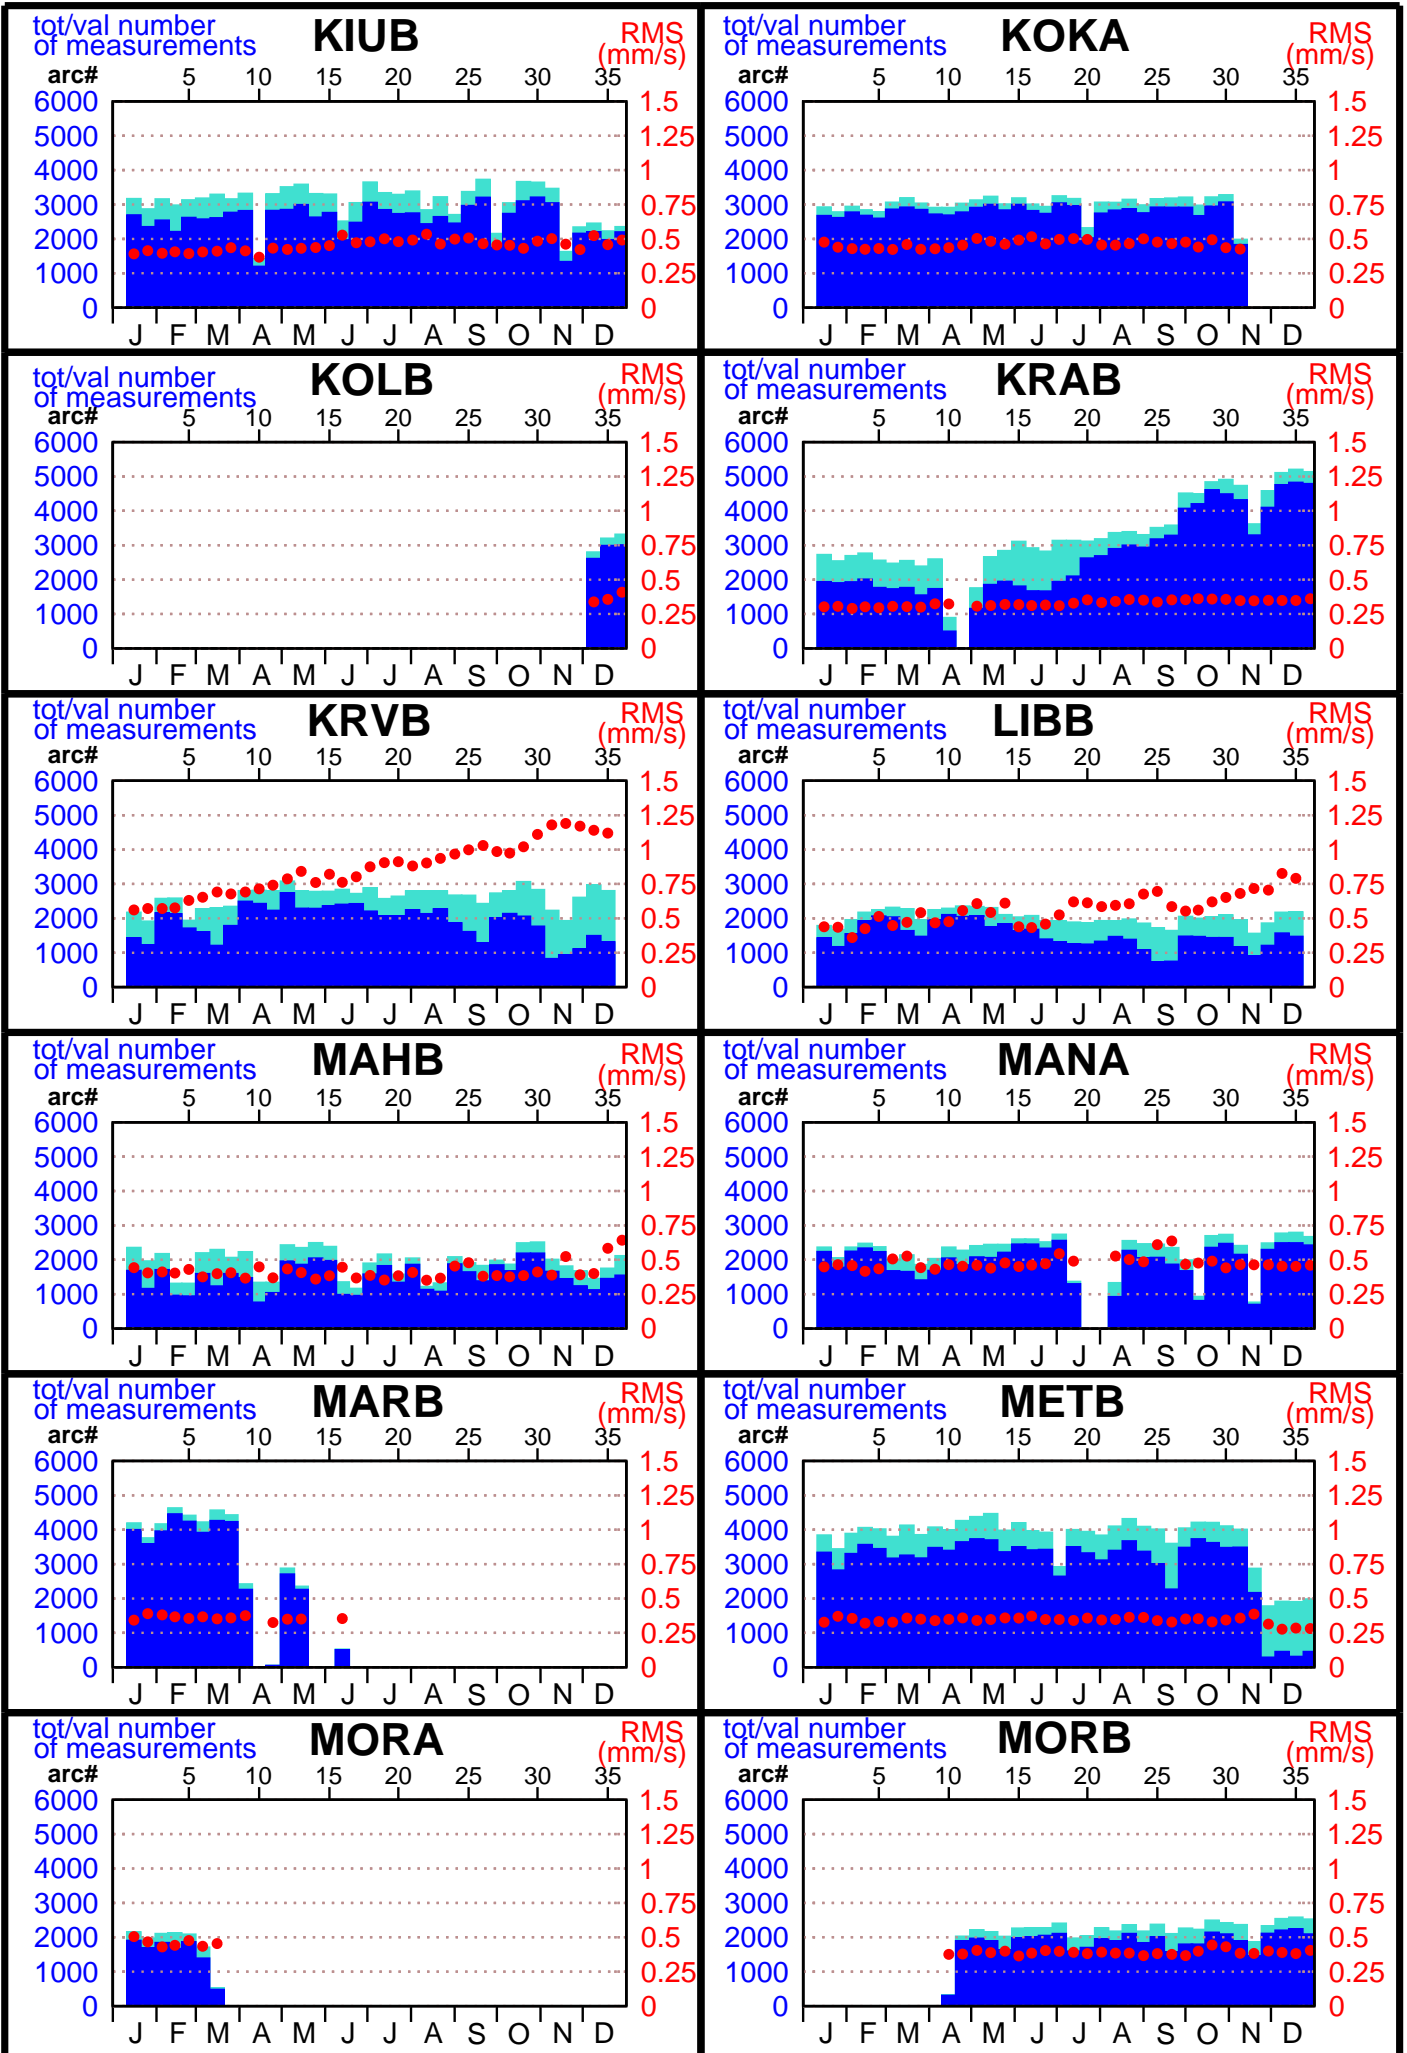 tot/val number KIUB RMS
of measurements (mm/s)
arc# 5 10 15 20 25 30 35
6000 1.5
5000 1.25
4000 1
3000 0.75
2000 0.5
1000 0.25
0 0
J F M A M J J A S O N D
tot/val number KOKA RMS
of measurements (mm/s)
arc# 5 10 15 20 25 30 35
6000 1.5
5000 1.25
4000 1
3000 0.75
2000 0.5
1000 0.25
0 0
J F M A M J J A S O N D
tot/val number KOLB RMS
of measurements (mm/s)
arc# 5 10 15 20 25 30 35
6000 1.5
5000 1.25
4000 1
3000 0.75
2000 0.5
1000 0.25
0 0
J F M A M J J A S O N D
tot/val number KRAB RMS
of measurements (mm/s)
arc# 5 10 15 20 25 30 35
6000 1.5
5000 1.25
4000 1
3000 0.75
2000 0.5
1000 0.25
0 0
J F M A M J J A S O N D
tot/val number KRVB RMS
of measurements (mm/s)
arc# 5 10 15 20 25 30 35
6000 1.5
5000 1.25
4000 1
3000 0.75
2000 0.5
1000 0.25
0 0
J F M A M J J A S O N D
tot/val number LIBB RMS
of measurements (mm/s)
arc# 5 10 15 20 25 30 35
6000 1.5
5000 1.25
4000 1
3000 0.75
2000 0.5
1000 0.25
0 0
J F M A M J J A S O N D
tot/val number MAHB RMS
of measurements (mm/s)
arc# 5 10 15 20 25 30 35
6000 1.5
5000 1.25
4000 1
3000 0.75
2000 0.5
1000 0.25
0 0
J F M A M J J A S O N D
tot/val number MANA RMS
of measurements (mm/s)
arc# 5 10 15 20 25 30 35
6000 1.5
5000 1.25
4000 1
3000 0.75
2000 0.5
1000 0.25
0 0
J F M A M J J A S O N D
tot/val number MARB RMS
of measurements (mm/s)
arc# 5 10 15 20 25 30 35
6000 1.5
5000 1.25
4000 1
3000 0.75
2000 0.5
1000 0.25
0 0
J F M A M J J A S O N D
tot/val number METB RMS
of measurements (mm/s)
arc# 5 10 15 20 25 30 35
6000 1.5
5000 1.25
4000 1
3000 0.75
2000 0.5
1000 0.25
0 0
J F M A M J J A S O N D
tot/val number MORA RMS
of measurements (mm/s)
arc# 5 10 15 20 25 30 35
6000 1.5
5000 1.25
4000 1
3000 0.75
2000 0.5
1000 0.25
0 0
J F M A M J J A S O N D
tot/val number MORB RMS
of measurements (mm/s)
arc# 5 10 15 20 25 30 35
6000 1.5
5000 1.25
4000 1
3000 0.75
2000 0.5
1000 0.25
0 0
J F M A M J J A S O N D